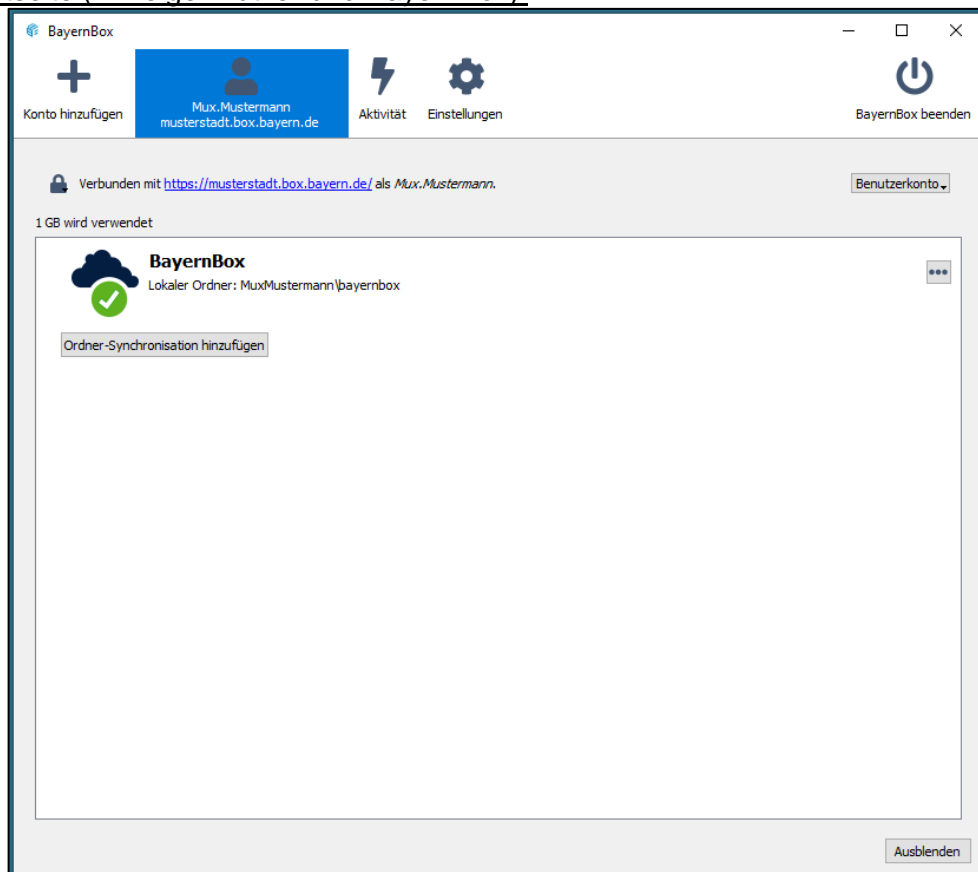 BayernBox
Konto hinzufügen
Mux.Mustermann
musterstadt.box.bayern.de
Aktivität
Einstellungen
BayernBox beenden
Verbunden mit https://musterstadt.box.bayern.de/ als Mux.Mustermann.
Benutzerkonto
1 GB wird verwendet
BayernBox
Lokaler Ordner: MuxMustermann\bayernbox
Ordner-Synchronisation hinzufügen
Ausblenden